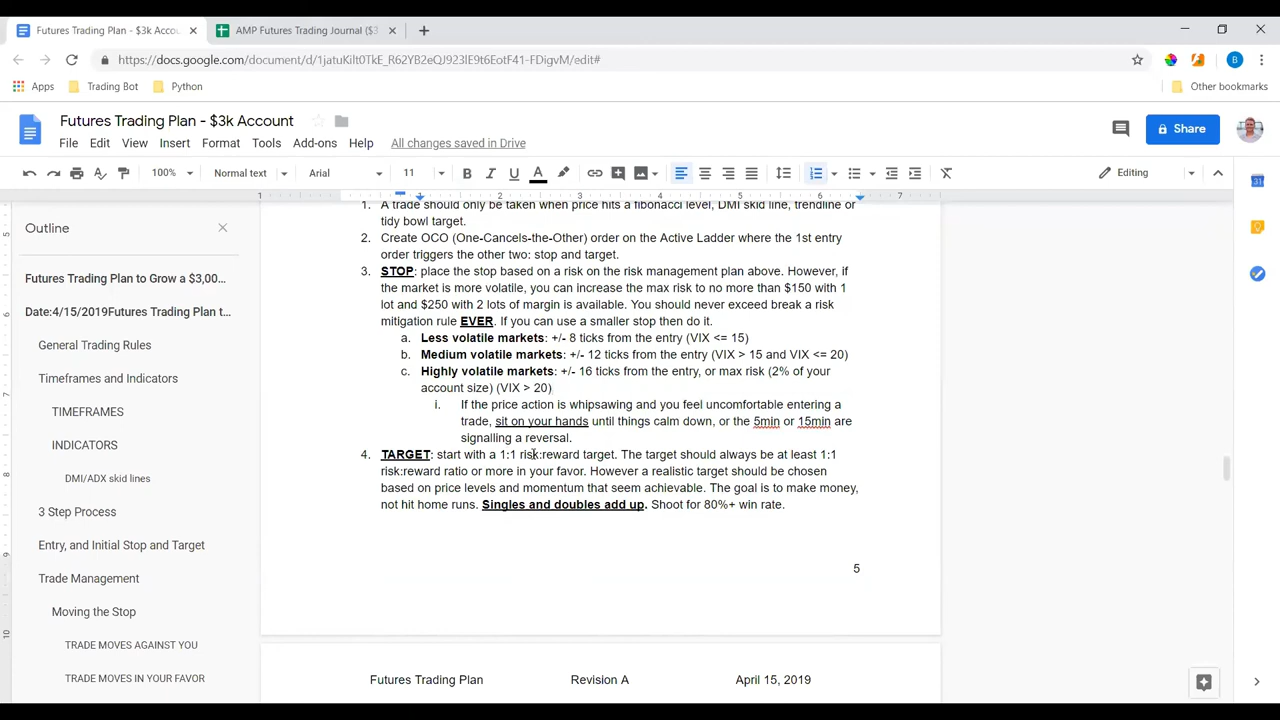 Futures Trading Plan - $3k Accou
AMP Futures Trading Journal ($3
https://docs.google.com/document/d/1jatuKilt0TkE_R62YB2eQJ923IE9t6EotF41-FDigvM/edit#
Apps
Trading Bot
Python
Other bookmarks
B
Futures Trading Plan - $3k Account
File Edit View Insert Format Tools Add-ons Help All changes saved in Drive
Share
100% Normal text Arial 11 B I U A Editing
1 1 2 3 4 5 6 7
Outline
Futures Trading Plan to Grow a $3,00...
Date:4/15/2019Futures Trading Plan t...
General Trading Rules
Timeframes and Indicators
TIMEFRAMES
INDICATORS
DMI/ADX skid lines
3 Step Process
Entry, and Initial Stop and Target
Trade Management
Moving the Stop
TRADE MOVES AGAINST YOU
TRADE MOVES IN YOUR FAVOR
1. A trade should only be taken when price hits a fibonacci level, DMI skid line, trendline or
tidy bowl target.
2. Create OCO (One-Cancels-the-Other) order on the Active Ladder where the 1st entry
order triggers the other two: stop and target.
3. STOP: place the stop based on a risk on the risk management plan above. However, if
the market is more volatile, you can increase the max risk to no more than $150 with 1
lot and $250 with 2 lots of margin is available. You should never exceed break a risk
mitigation rule EVER. If you can use a smaller stop then do it.
a. Less volatile markets: +/- 8 ticks from the entry (VIX <= 15)
b. Medium volatile markets: +/- 12 ticks from the entry (VIX > 15 and VIX <= 20)
c. Highly volatile markets: +/- 16 ticks from the entry, or max risk (2% of your
account size) (VIX > 20)
i. If the price action is whipsawing and you feel uncomfortable entering a
trade, sit on your hands until things calm down, or the 5min or 15min are
signalling a reversal.
4. TARGET: start with a 1:1 risk:reward target. The target should always be at least 1:1
risk:reward ratio or more in your favor. However a realistic target should be chosen
based on price levels and momentum that seem achievable. The goal is to make money,
not hit home runs. Singles and doubles add up. Shoot for 80%+ win rate.
5
Futures Trading Plan Revision A April 15, 2019